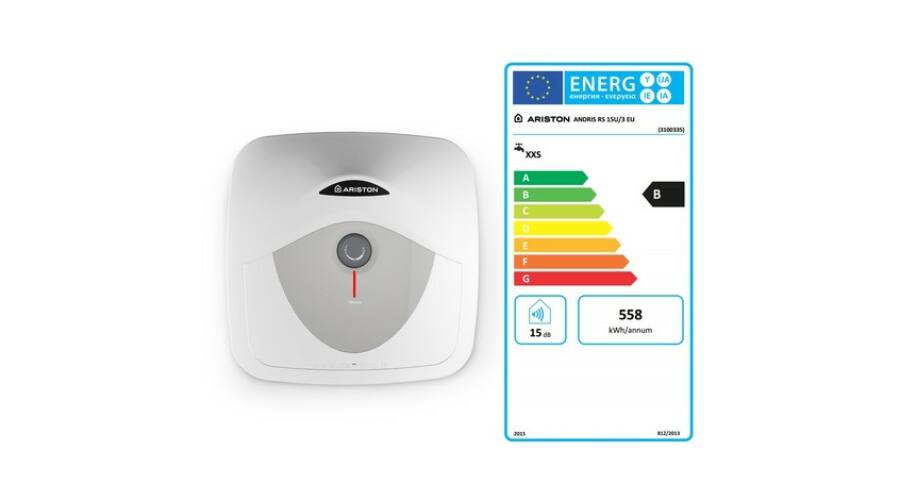 ARISTON
ENERG Y UA
енергия · ενεργεια IE IA
ARISTON ANDRIS RS 15U/3 EU
(3100335)
XXS
A
B
B
C
D
E
F
G
15 dB
558
kWh/annum
2015
812/2013